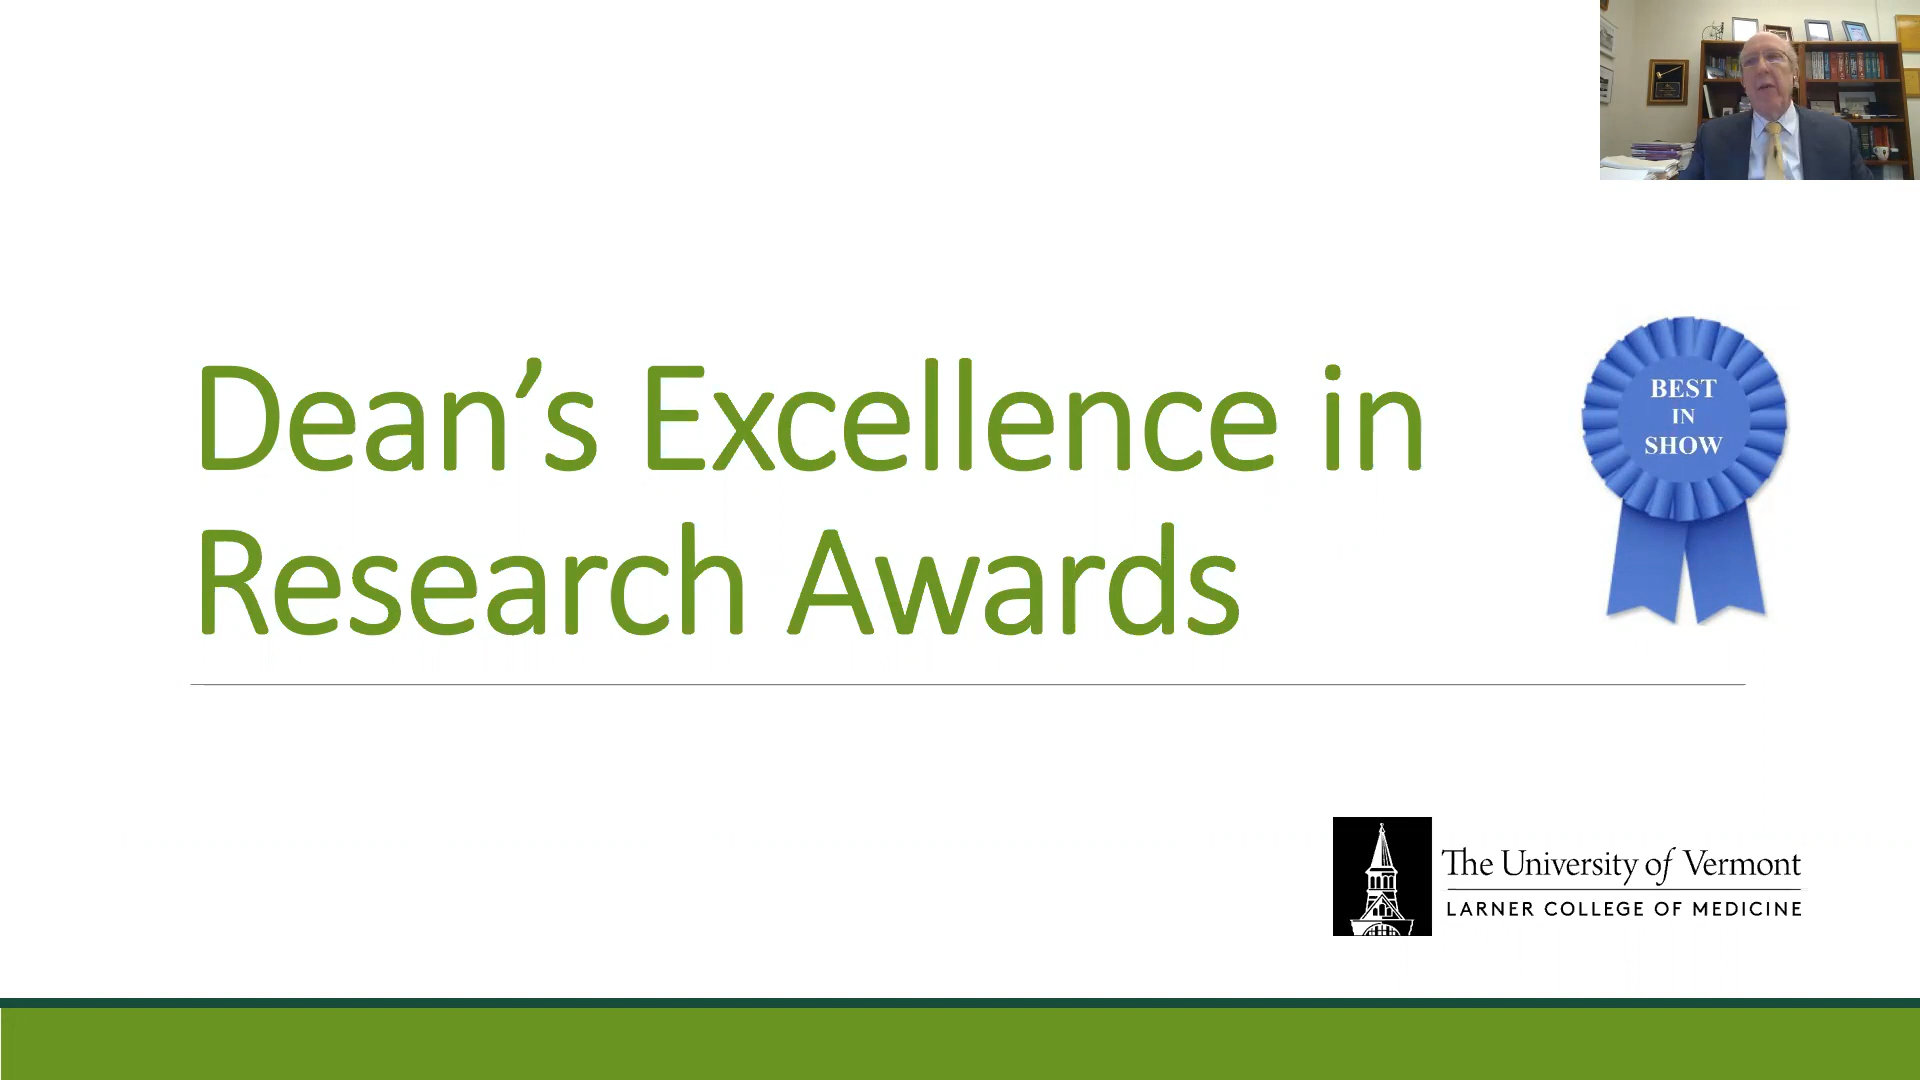 Dean’s Excellence in
Research Awards
BEST
IN
SHOW
The University of Vermont
LARNER COLLEGE OF MEDICINE